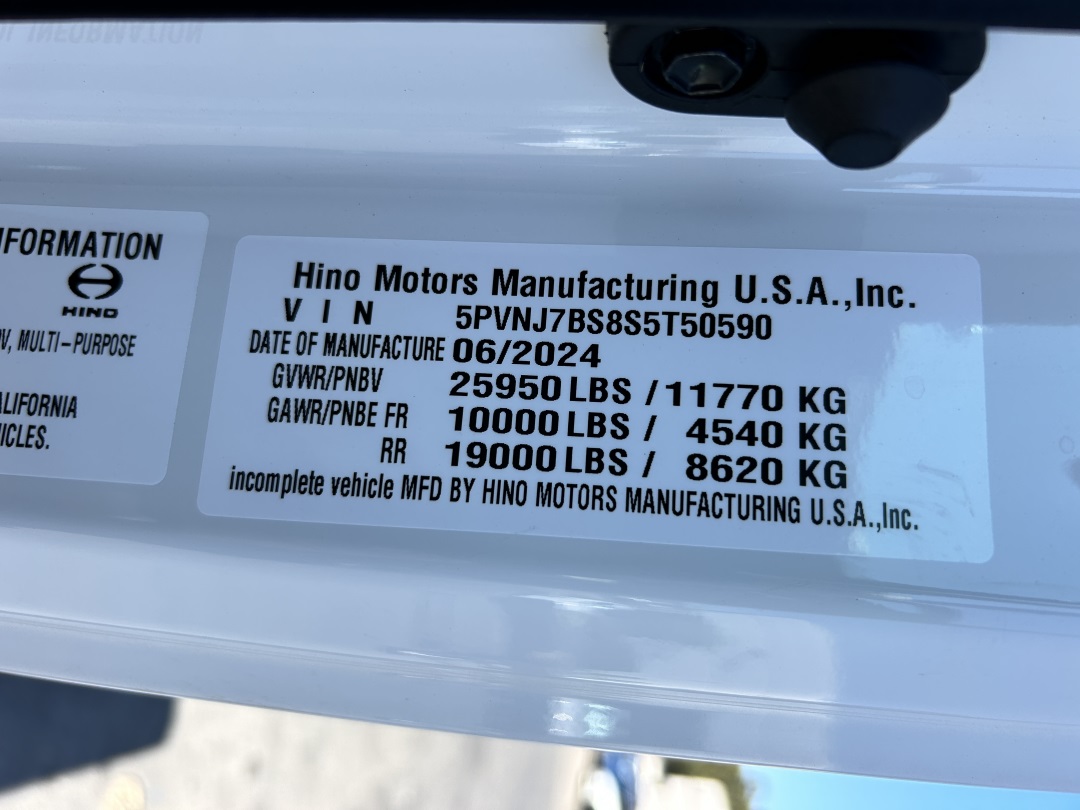 NFORMATION
HINO
V, MULTI-PURPOSE
ALIFORNIA
ICLES.
Hino Motors Manufacturing U.S.A.,Inc.
V I N 5PVNJ7BS8S5T50590
DATE OF MANUFACTURE 06/2024
GVWR/PNBV 25950 LBS / 11770 KG
GAWR/PNBE FR 10000 LBS / 4540 KG
RR 19000 LBS / 8620 KG
incomplete vehicle MFD BY HINO MOTORS MANUFACTURING U.S.A.,Inc.